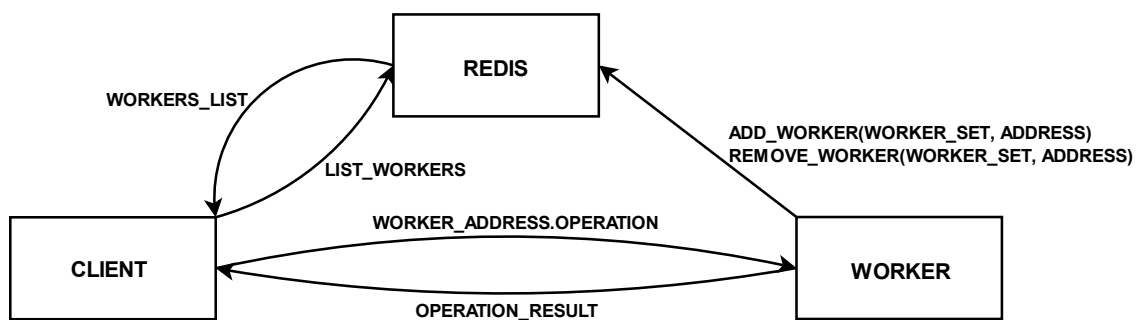 REDIS
WORKERS_LIST
ADD_WORKER(WORKER_SET, ADDRESS)
REMOVE_WORKER(WORKER_SET, ADDRESS)
LIST_WORKERS
WORKER_ADDRESS.OPERATION
CLIENT
WORKER
OPERATION_RESULT